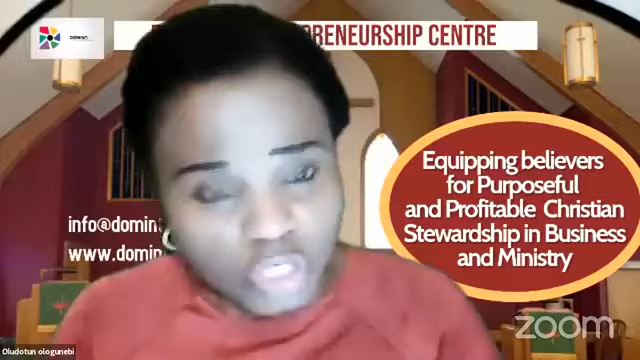 PRENEURSHIP CENTRE
info@domin
www.domin
Equipping believers
for Purposeful
and Profitable Christian
Stewardship in Business
and Ministry
zoom
Oludotun ologunebi